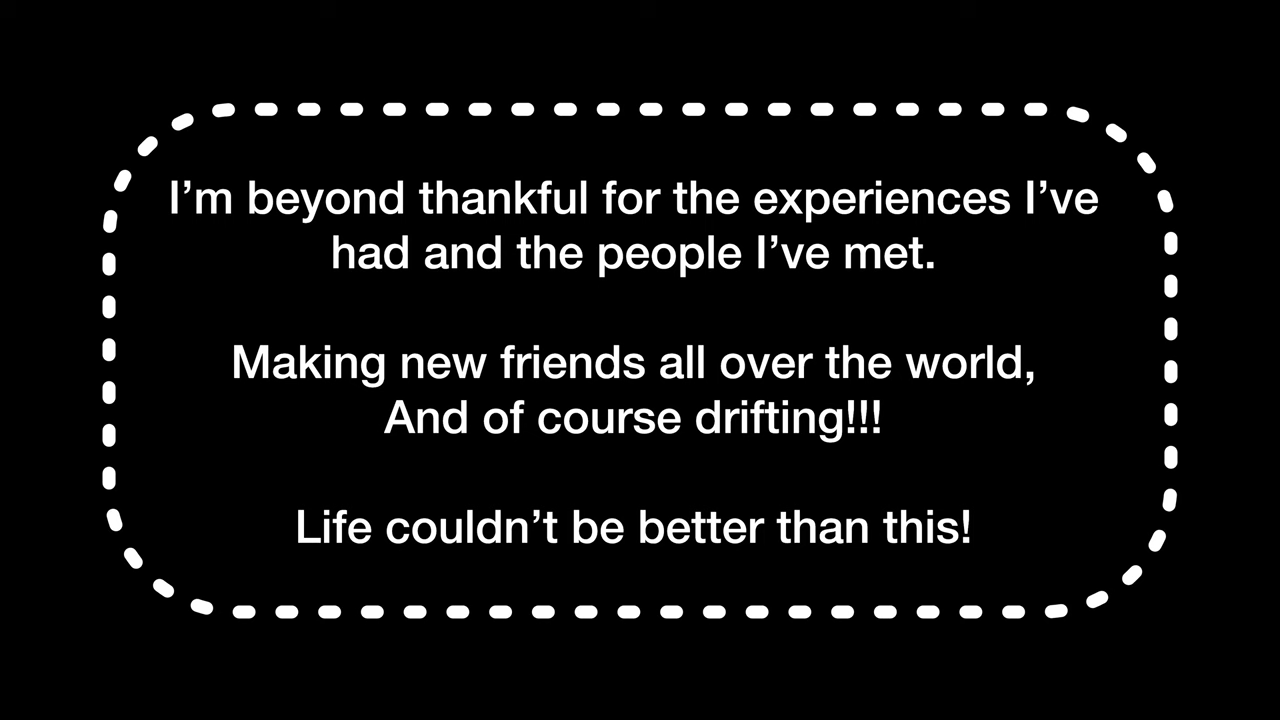 I’m beyond thankful for the experiences I’ve
had and the people I’ve met.
Making new friends all over the world,
And of course drifting!!!
Life couldn’t be better than this!